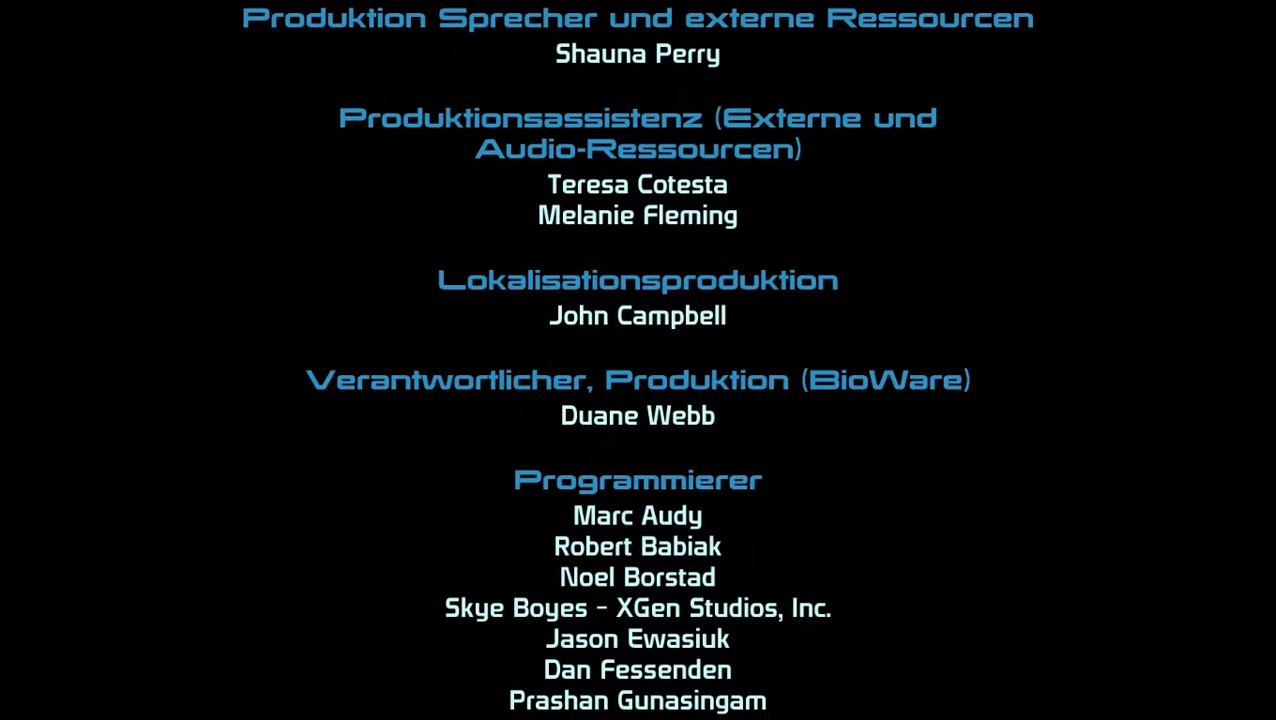 Produktion Sprecher und externe Ressourcen
Shauna Perry
Produktionsassistenz (Externe und
Audio-Ressourcen)
Teresa Cotesta
Melanie Fleming
Lokalisationsproduktion
John Campbell
Verantwortlicher, Produktion (BioWare)
Duane Webb
Programmierer
Marc Audy
Robert Babiak
Noel Borstad
Skye Boyes - XGen Studios, Inc.
Jason Ewasiuk
Dan Fessenden
Prashan Gunasingam